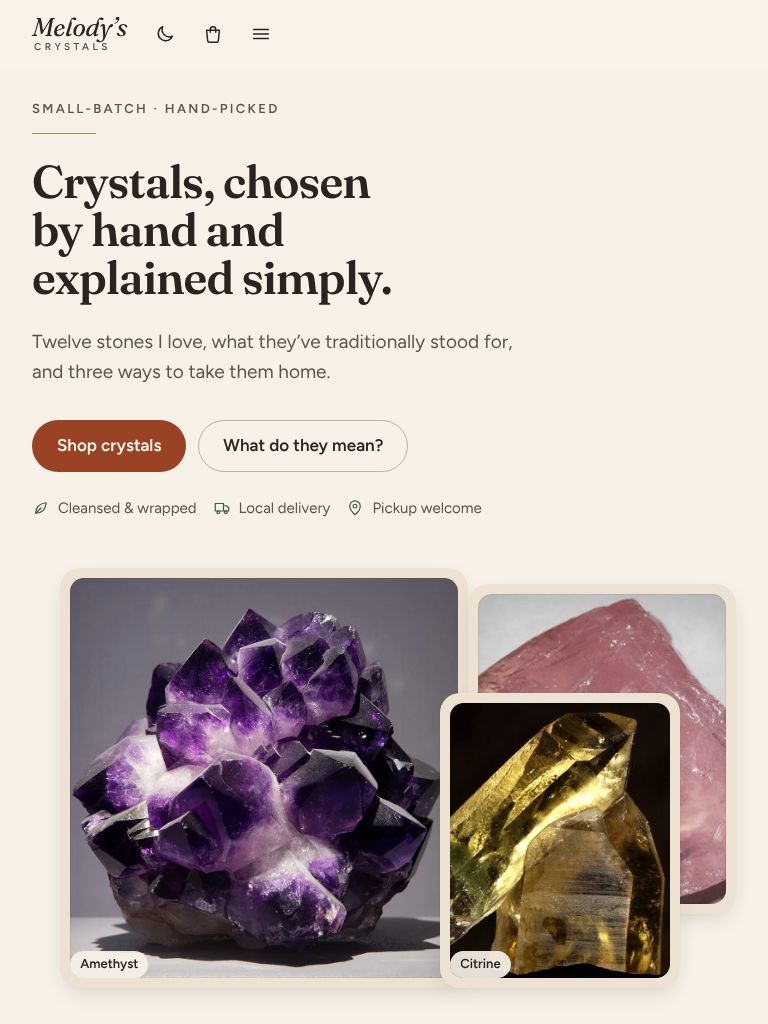 Melody’s
CRYSTALS
SMALL-BATCH · HAND-PICKED
Crystals, chosen
by hand and
explained simply.
Twelve stones I love, what they’ve traditionally stood for,
and three ways to take them home.
Shop crystals
What do they mean?
Cleansed & wrapped
Local delivery
Pickup welcome
Amethyst
Citrine